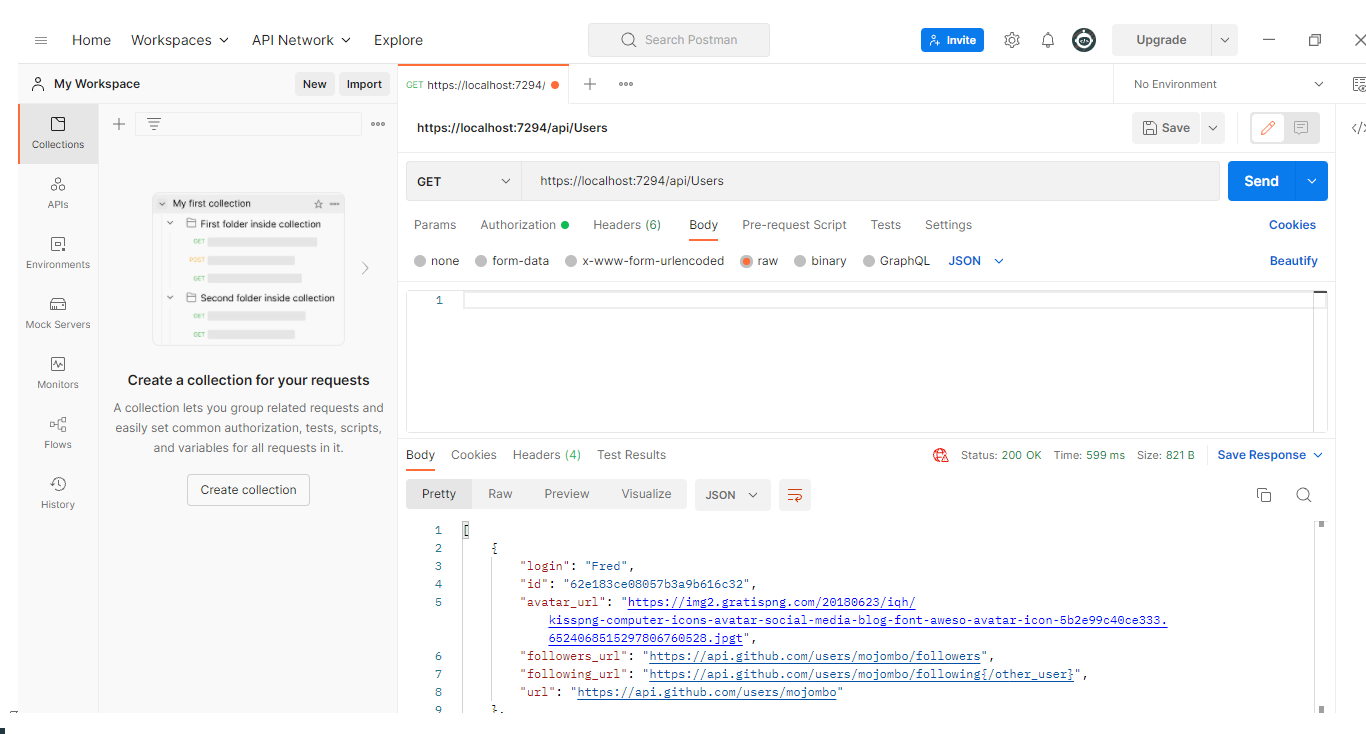 Home Workspaces API Network Explore Search Postman Invite Upgrade
My Workspace New Import GET https://localhost:7294/ No Environment
Collections
APIs
Environments
Mock Servers
Monitors
Flows
History
My first collection
First folder inside collection
GET
POST
GET
Second folder inside collection
GET
GET
Create a collection for your requests
A collection lets you group related requests and
easily set common authorization, tests, scripts,
and variables for all requests in it.
Create collection
https://localhost:7294/api/Users Save
GET https://localhost:7294/api/Users Send
Params Authorization Headers (6) Body Pre-request Script Tests Settings Cookies
none form-data x-www-form-urlencoded raw binary GraphQL JSON Beautify
1
Body Cookies Headers (4) Test Results Status: 200 OK Time: 599 ms Size: 821 B Save Response
Pretty Raw Preview Visualize JSON
1 [
2 {
3 "login": "Fred",
4 "id": "62e183ce08057b3a9b616c32",
5 "avatar_url": "https://img2.gratispng.com/20180623/iqh/
kisspng-computer-icons-avatar-social-media-blog-font-aweso-avatar-icon-5b2e99c40ce333.
6524068515297806760528.jpgt",
6 "followers_url": "https://api.github.com/users/mojombo/followers",
7 "following_url": "https://api.github.com/users/mojombo/following{/other_user}",
8 "url": "https://api.github.com/users/mojombo"
9 },